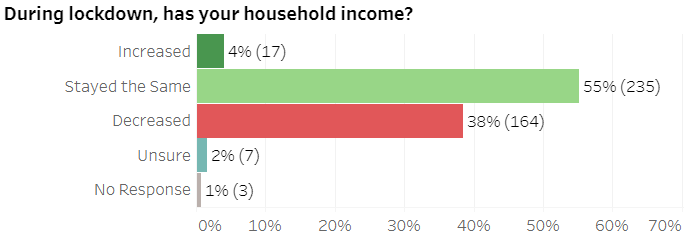 During lockdown, has your household income?
Increased 4% (17)
Stayed the Same 55% (235)
Decreased 38% (164)
Unsure 2% (7)
No Response 1% (3)
0% 10% 20% 30% 40% 50% 60% 70%